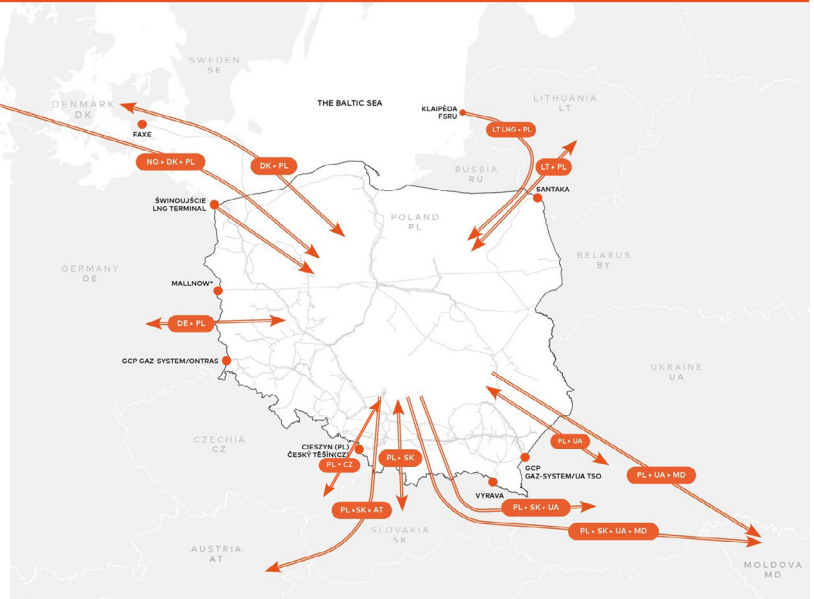 SWEDEN
SE
DENMARK
DK
FAXE
THE BALTIC SEA
KLAIPĖDA
FSRU
LITHUANIA
LT
LT LNG ▸ PL
NO ▸ DK ▸ PL
DK ▸ PL
LT ▸ PL
RUSSIA
RU
SANTAKA
ŚWINOUJŚCIE
LNG TERMINAL
POLAND
PL
BELARUS
BY
GERMANY
DE
MALLNOW*
DE ▸ PL
GCP GAZ-SYSTEM/ONTRAS
UKRAINE
UA
CZECHIA
CZ
CIESZYN (PL)
ČESKÝ TĚŠÍN(CZ)
PL ▸ CZ
PL ▸ SK
PL ▸ UA
GCP
GAZ-SYSTEM/UA TSO
PL ▸ UA ▸ MD
VYRAVA
PL ▸ SK ▸ AT
PL ▸ SK ▸ UA
SLOVAKIA
SK
PL ▸ SK ▸ UA ▸ MD
AUSTRIA
AT
MOLDOVA
MD